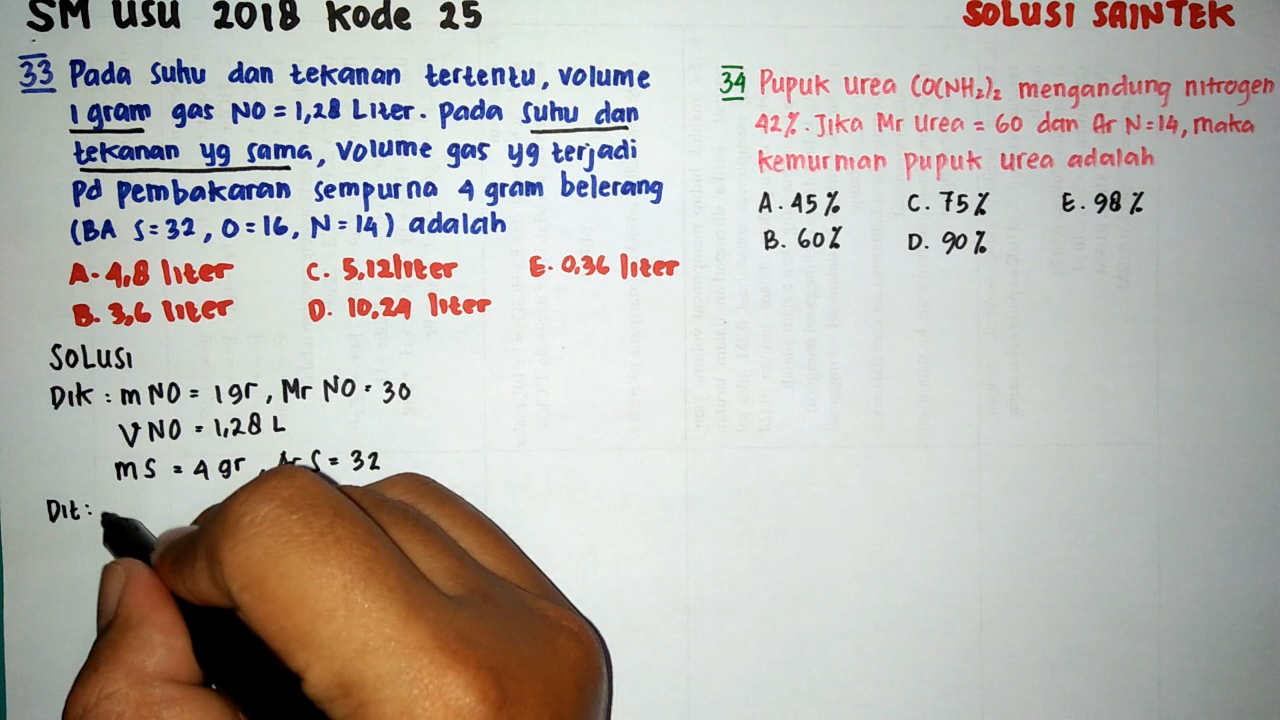 SM USU 2018 Kode 25
SOLUSI SAINTEK
33 Pada suhu dan tekanan tertentu, volume
1 gram gas NO = 1,28 Liter. Pada suhu dan
tekanan yg sama, volume gas yg terjadi
pd pembakaran sempurna 4 gram belerang
(BA S=32, O=16, N=14) adalah
A. 4,8 liter C. 5,12 liter E. 0,36 liter
B. 3,6 liter D. 10,24 liter
SOLUSI
Dik : m NO = 1 gr, Mr NO = 30
V NO = 1,28 L
m S = 4 gr, Ar S = 32
Dit :
34 Pupuk urea CO(NH2)2 mengandung nitrogen
42%. Jika Mr Urea = 60 dan Ar N=14, maka
kemurnian pupuk urea adalah
A. 45% C. 75% E. 98%
B. 60% D. 90%